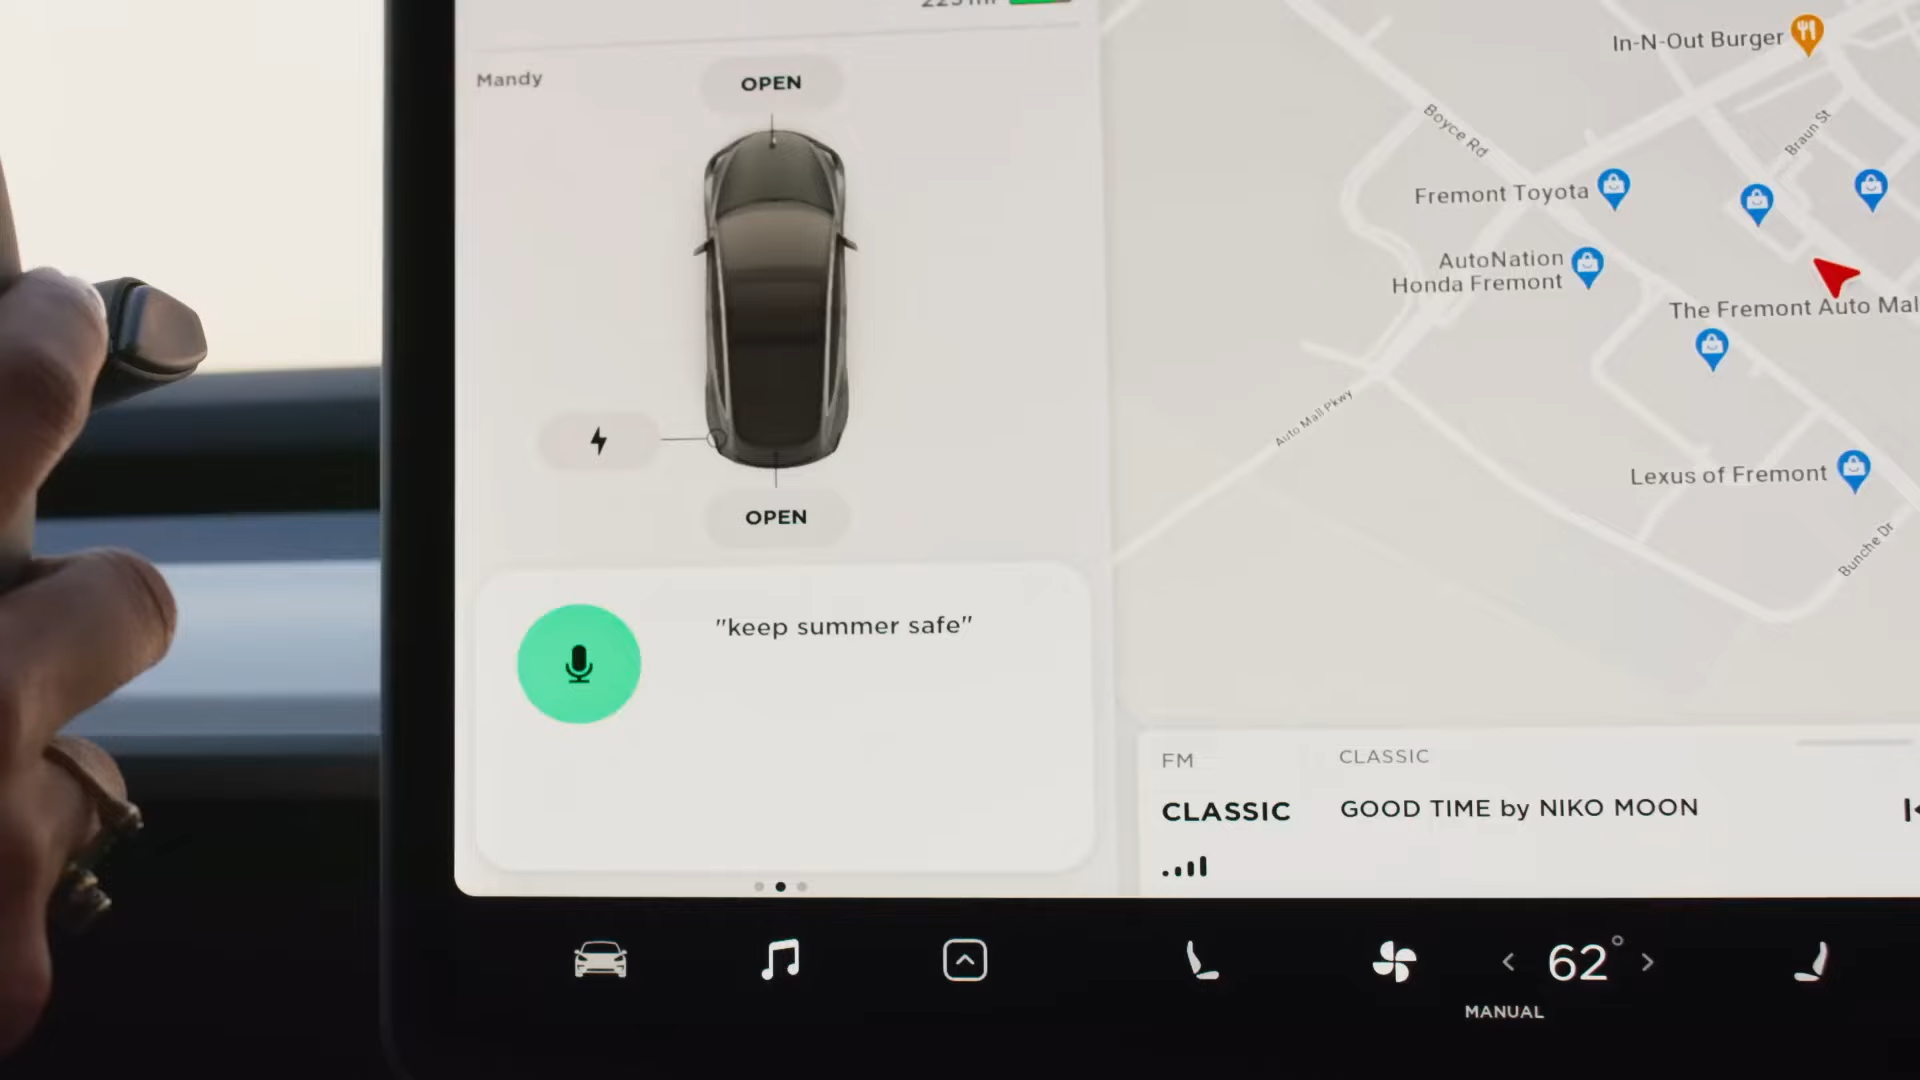 Mandy
OPEN
OPEN
"keep summer safe"
In-N-Out Burger
Boyce Rd
Braun St
Fremont Toyota
AutoNation
Honda Fremont
The Fremont Auto Mal
Auto Mall Pkwy
Lexus of Fremont
Bunche Dr
FM
CLASSIC
CLASSIC
GOOD TIME by NIKO MOON
62°
MANUAL